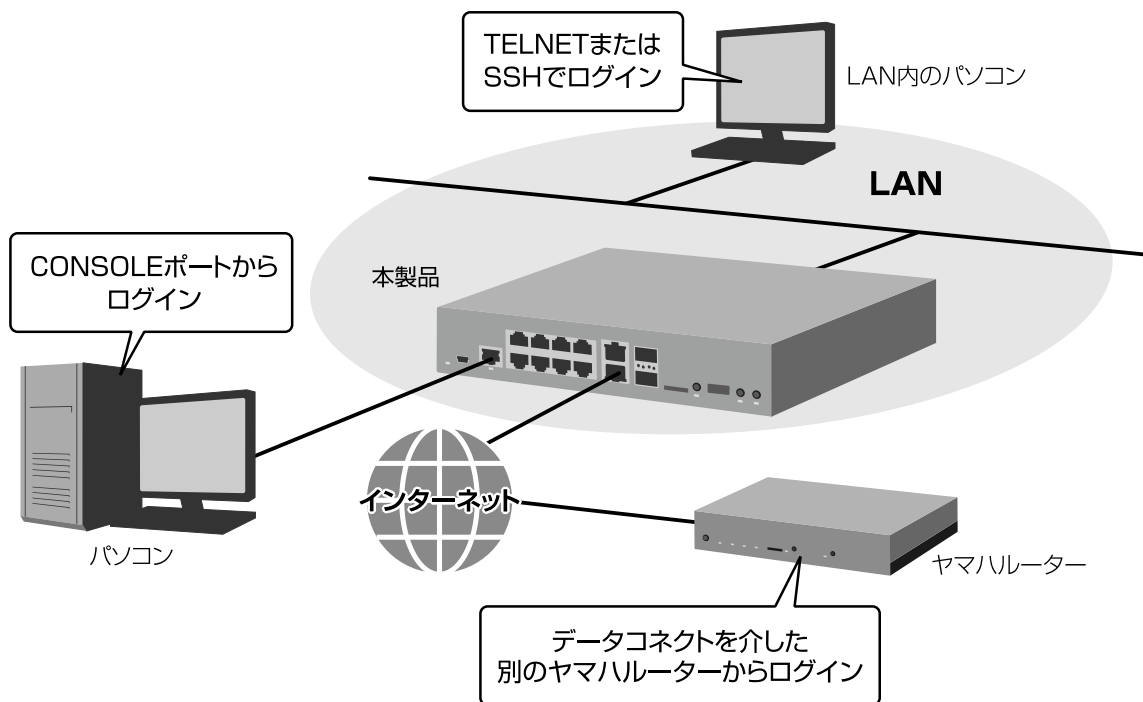 TELNETまたは
SSHでログイン
LAN内のパソコン
LAN
CONSOLEポートから
ログイン
本製品
インターネット
パソコン
ヤマハルーター
データコネクトを介した
別のヤマハルーターからログイン